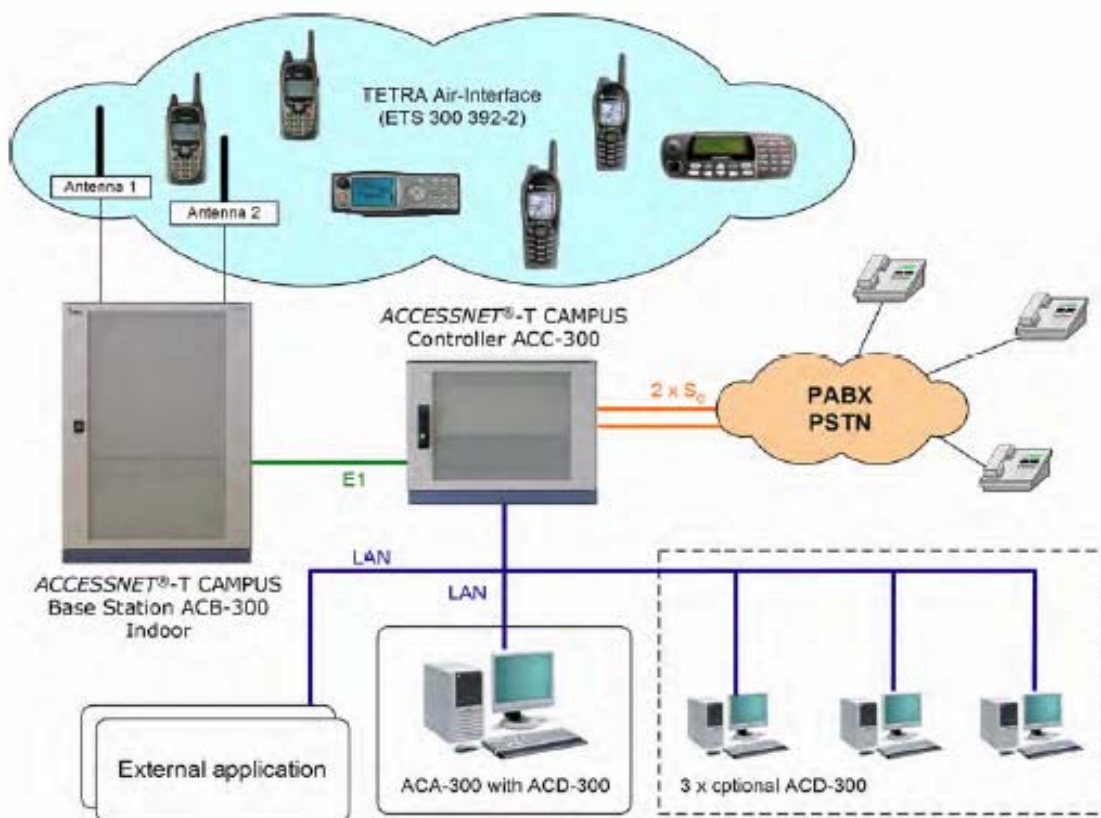 TETRA Air-Interface
(ETS 300 392-2)
Antenna 1
Antenna 2
ACCESSNET®-T CAMPUS
Controller ACC-300
2 x S₀
PABX
PSTN
E1
ACCESSNET®-T CAMPUS
Base Station ACB-300
Indoor
LAN
LAN
External application
ACA-300 with ACD-300
3 x optional ACD-300